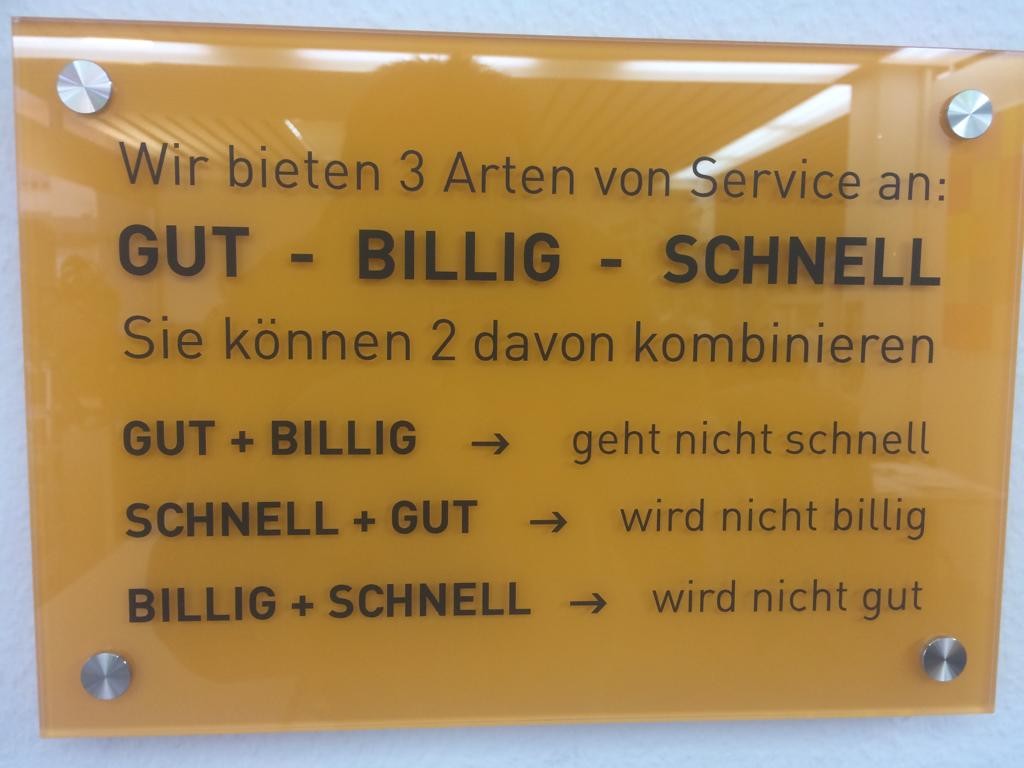 Wir bieten 3 Arten von Service an:
GUT - BILLIG - SCHNELL
Sie können 2 davon kombinieren
GUT + BILLIG → geht nicht schnell
SCHNELL + GUT → wird nicht billig
BILLIG + SCHNELL → wird nicht gut